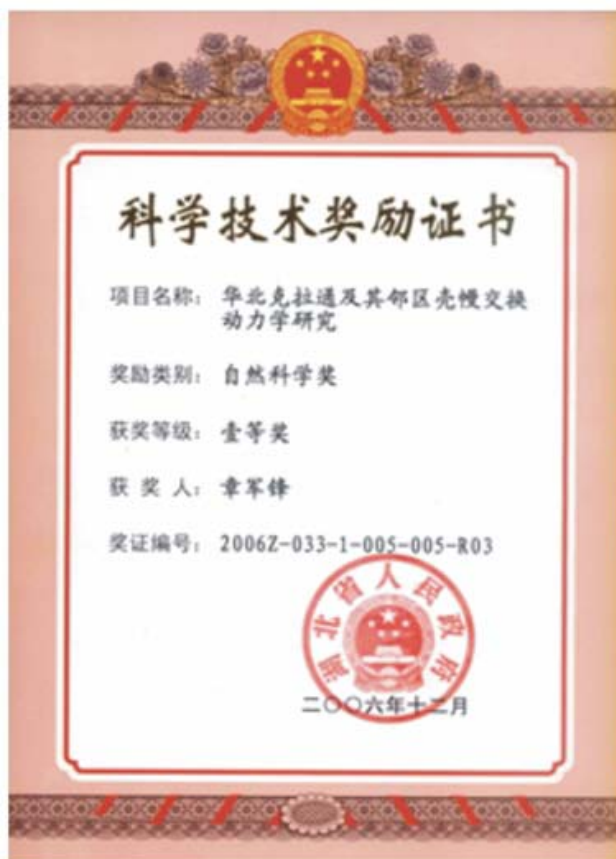 科学技术奖励证书
项目名称：华北克拉通及其邻区壳幔交换
动力学研究
奖励类别：自然科学奖
获奖等级：壹等奖
获 奖 人：章军锋
奖证编号：2006Z-033-1-005-005-R03
湖北省人民政府
二〇〇六年十二月